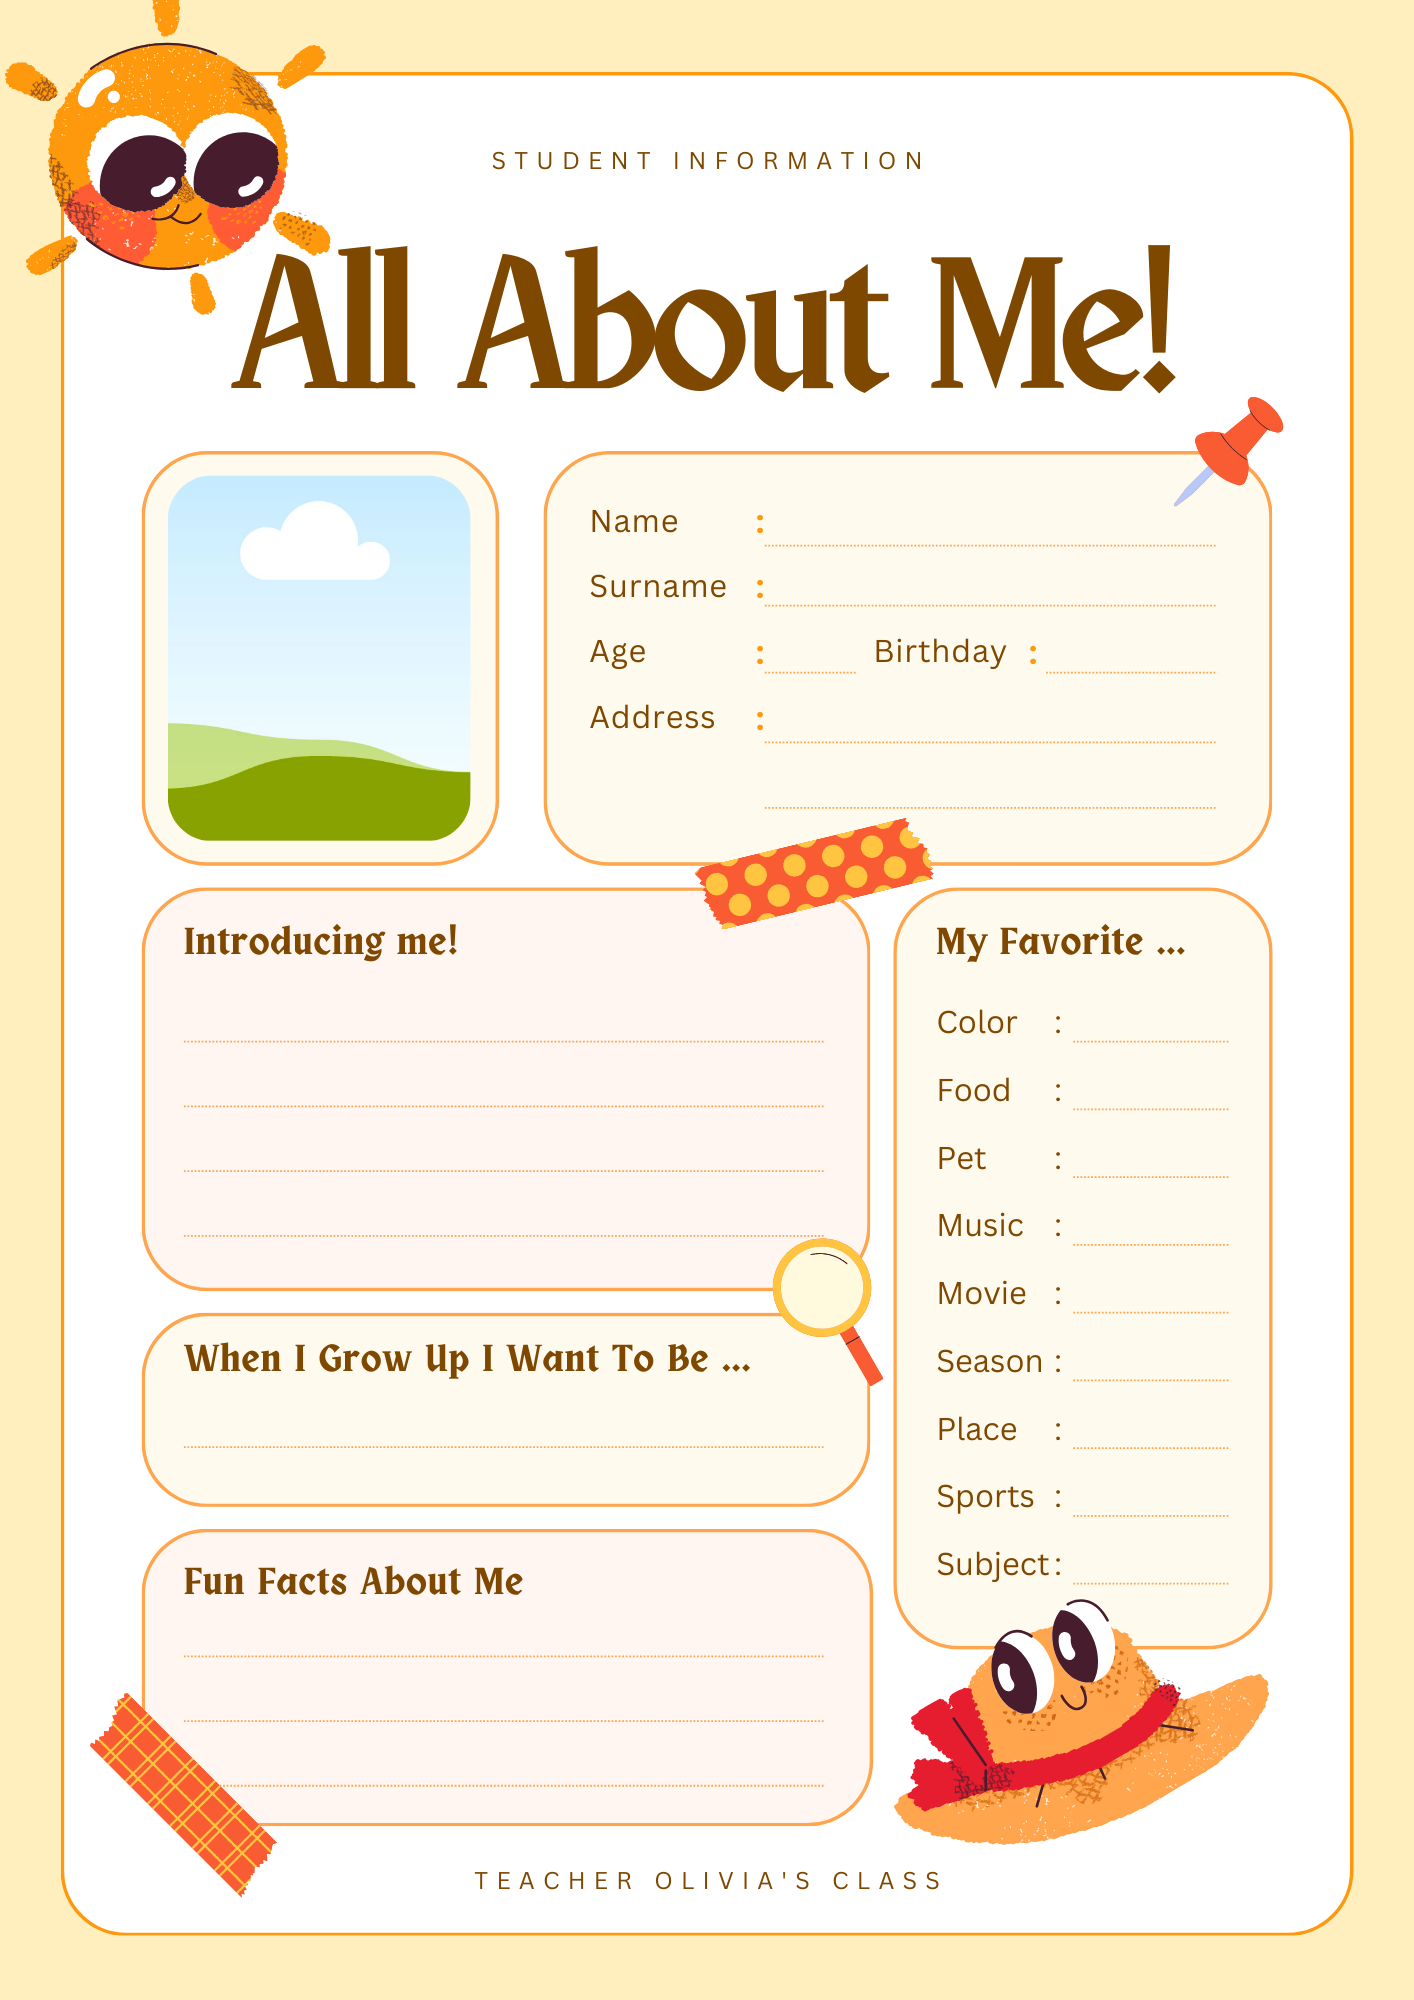 STUDENT INFORMATION
All About Me!
Name :
Surname :
Age : Birthday :
Address :
Introducing me!
When I Grow Up I Want To Be ...
Fun Facts About Me
My Favorite ...
Color :
Food :
Pet :
Music :
Movie :
Season :
Place :
Sports :
Subject :
TEACHER OLIVIA'S CLASS